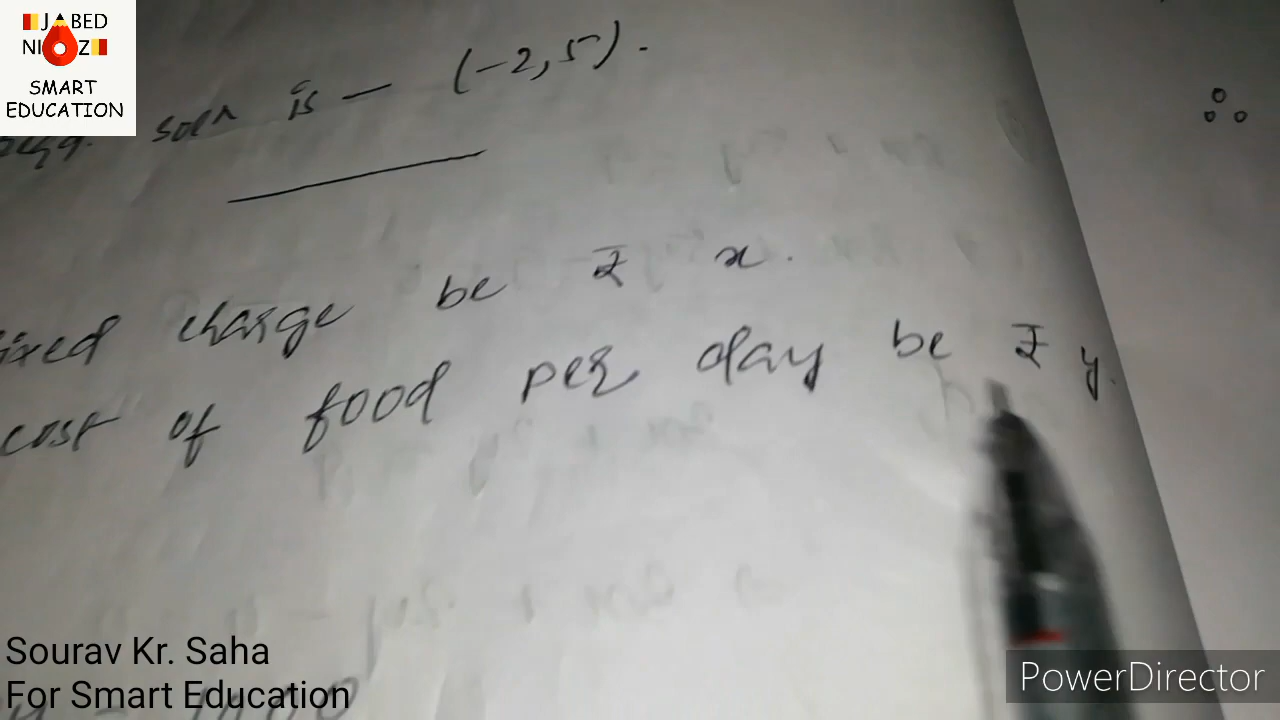 JABED
NIOZ
SMART
EDUCATION
soln is — (-2,5).
fixed charge be ₹ x.
cost of food per day be ₹ y.
Sourav Kr. Saha
For Smart Education
PowerDirector